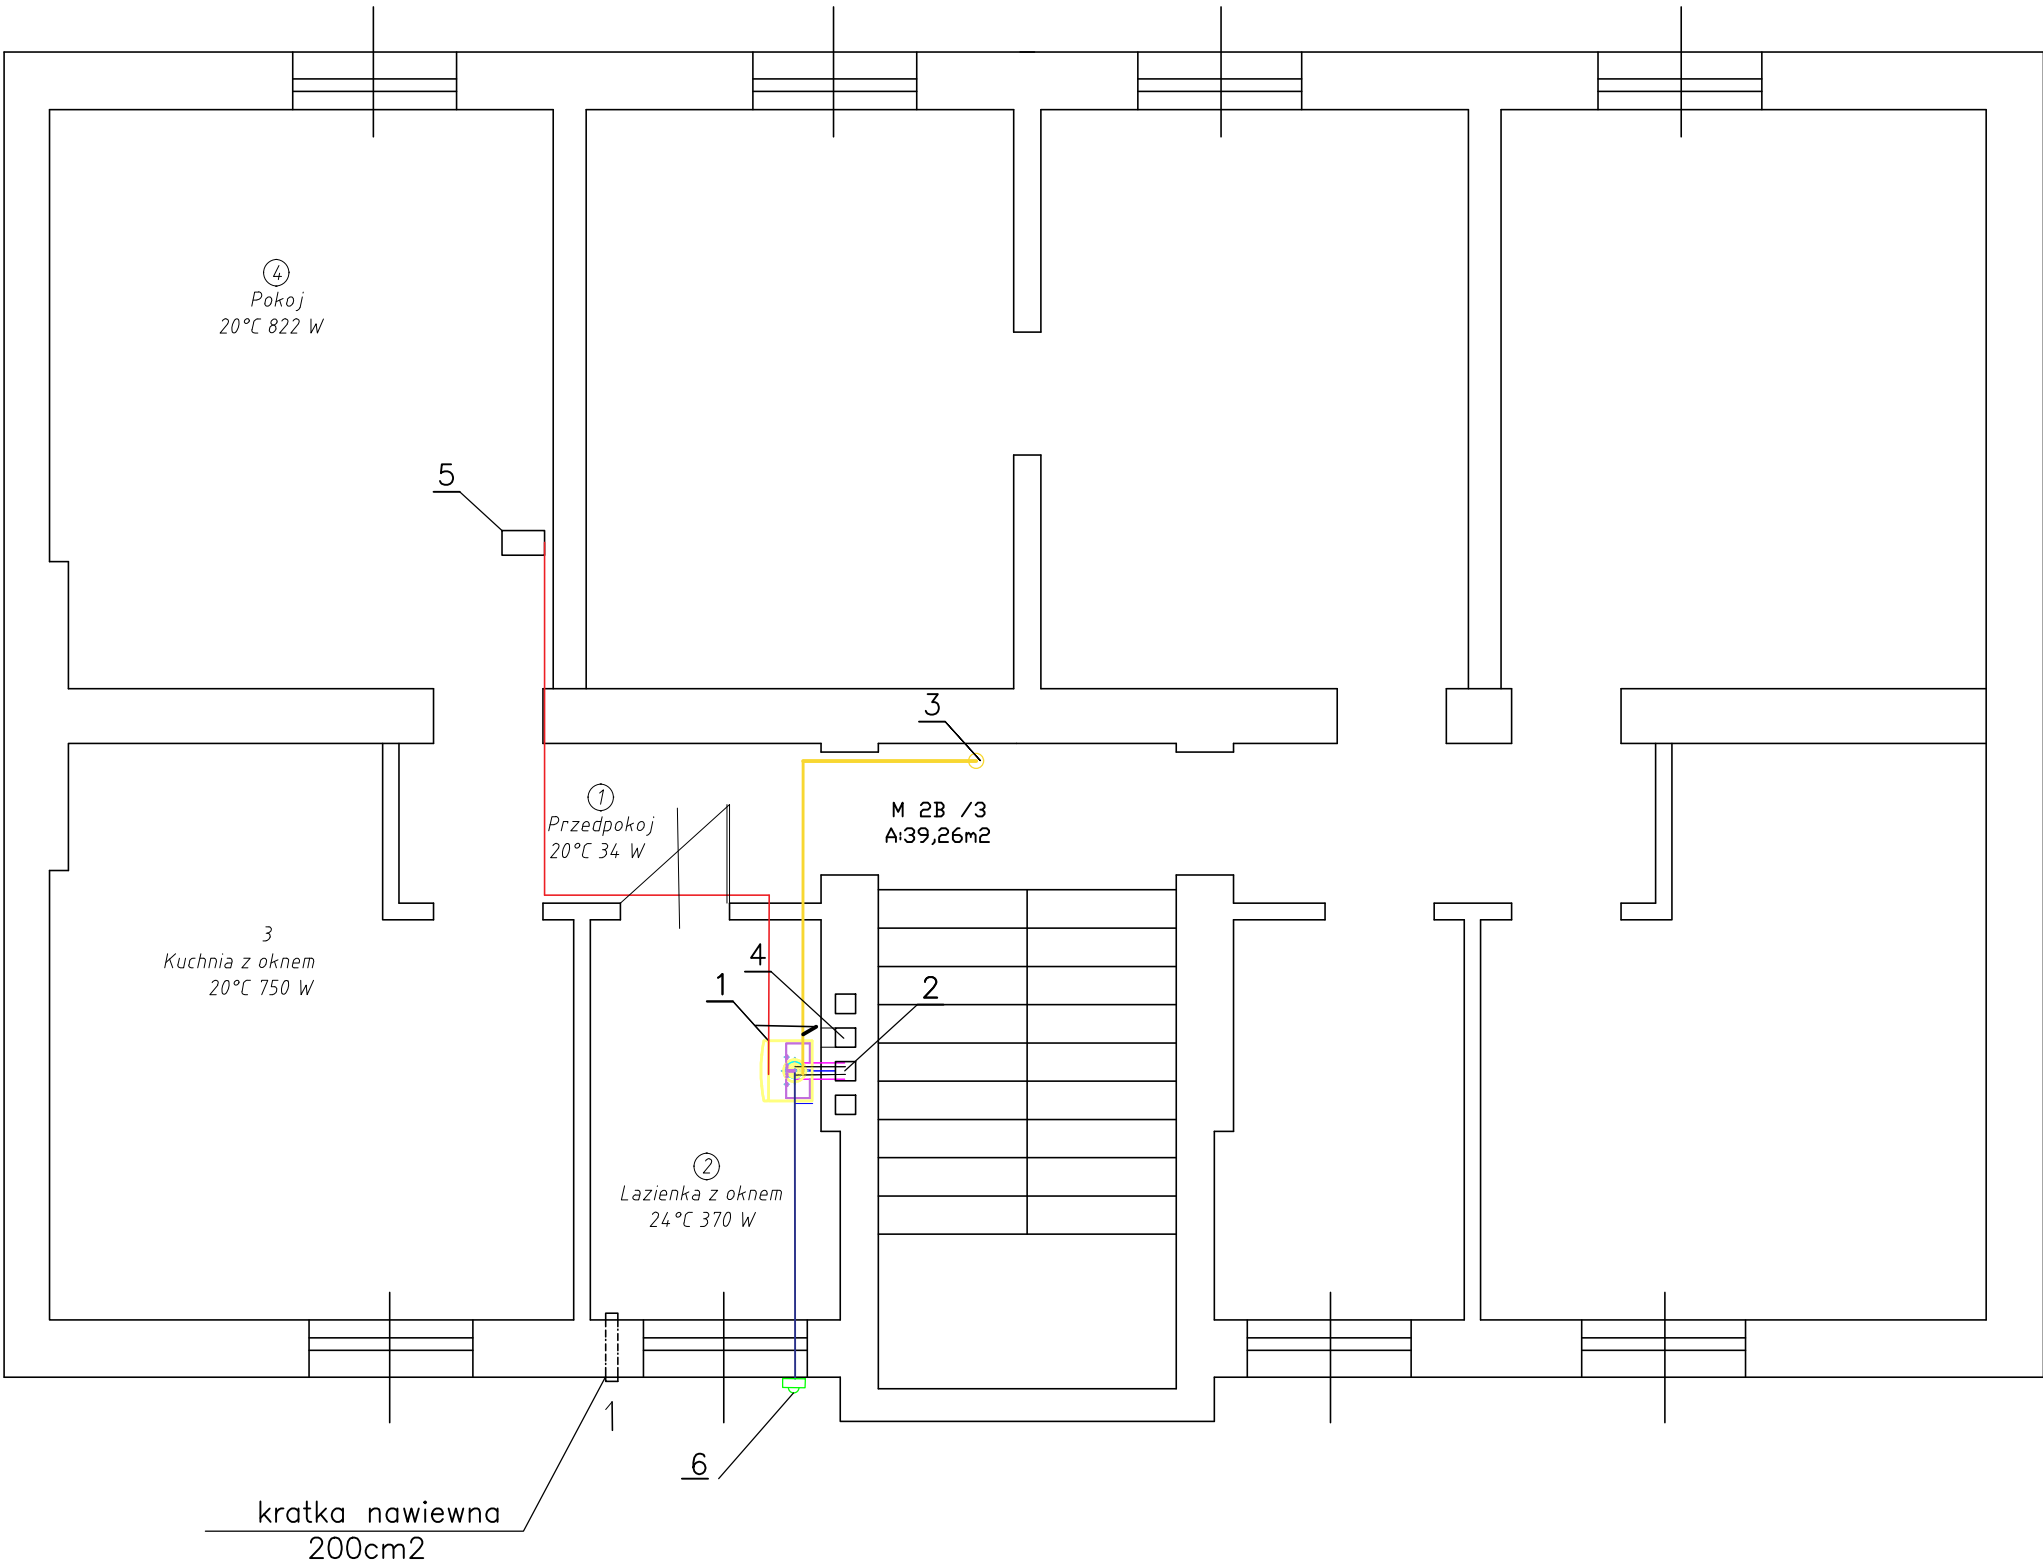 4
Pokoj
20°C 822 W
5
3
1
Przedpokoj
20°C 34 W
M 2B /3
A:39,26m2
3
Kuchnia z oknem
20°C 750 W
4
1
2
2
Lazienka z oknem
24°C 370 W
1
6
kratka nawiewna
200cm2